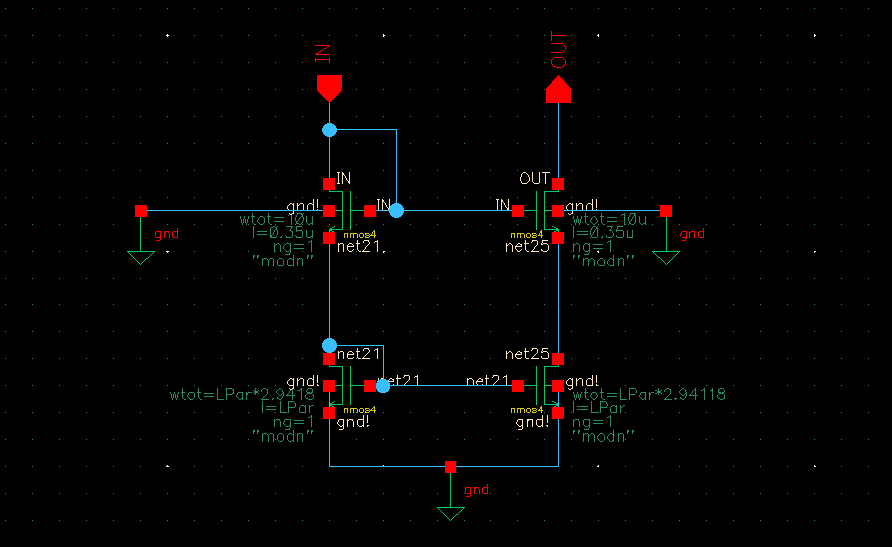 IN
OUT
IN
OUT
gnd!
IN
IN
gnd!
wtot=10u
wtot=10u
gnd
l=0.35u
l=0.35u
gnd
nmos4
nmos4
ng=1
net21
net25
ng=1
"modn"
"modn"
net21
net25
gnd!
net21
net21
gnd!
wtot=LPar*2.9418
wtot=LPar*2.94118
l=LPar
nmos4
nmos4
l=LPar
ng=1
gnd!
gnd!
ng=1
"modn"
"modn"
gnd